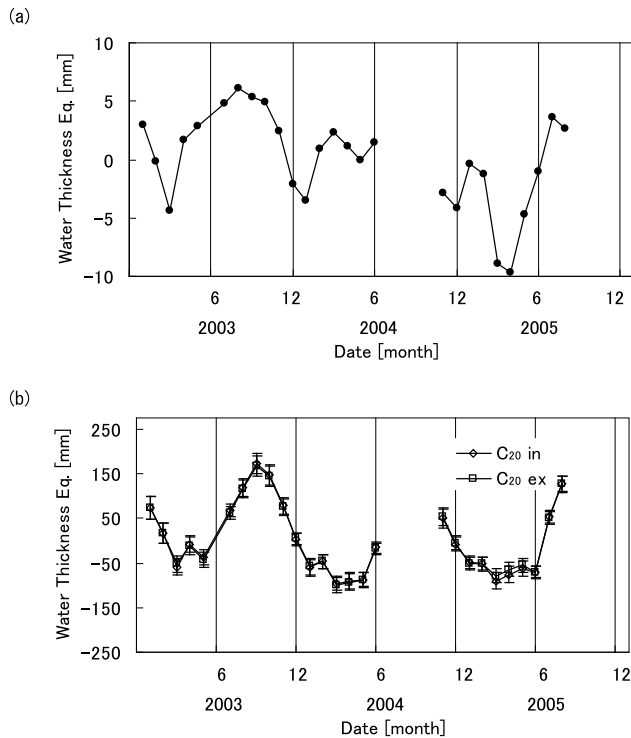 (a)
Water Thickness Eq. [mm]
10
5
0
−5
−10
6 12 6 12 6 12
2003 2004 2005
Date [month]
(b)
Water Thickness Eq. [mm]
250
150
50
−50
−150
−250
C20 in
C20 ex
6 12 6 12 6 12
2003 2004 2005
Date [month]